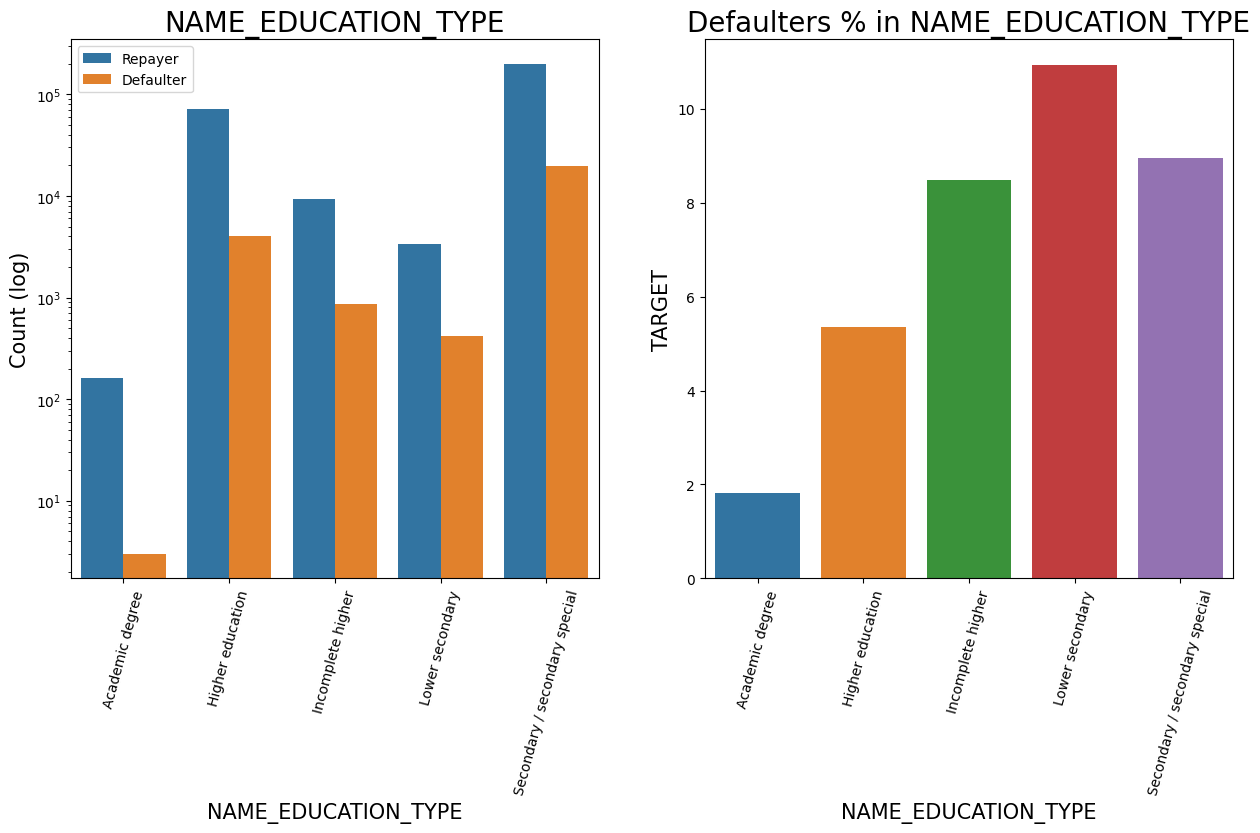 NAME_EDUCATION_TYPE
Repayer
Defaulter
Count (log)
10^5
10^4
10^3
10^2
10^1
Academic degree
Higher education
Incomplete higher
Lower secondary
Secondary / secondary special
NAME_EDUCATION_TYPE
Defaulters % in NAME_EDUCATION_TYPE
TARGET
10
8
6
4
2
0
Academic degree
Higher education
Incomplete higher
Lower secondary
Secondary / secondary special
NAME_EDUCATION_TYPE